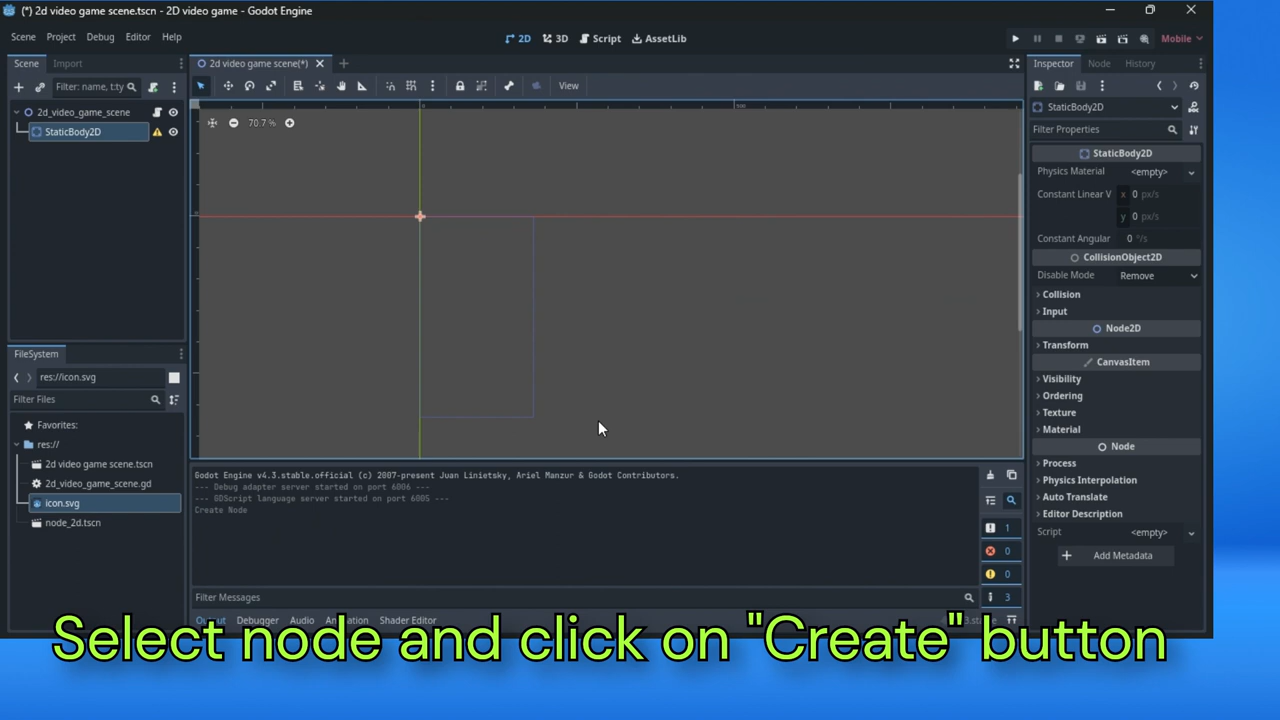 (*) 2d video game scene.tscn - 2D video game - Godot Engine
Scene Project Debug Editor Help
2D 3D Script AssetLib
Mobile
Scene Import
2d video game scene(*)
Inspector Node History
Filter: name, t:ty
View
2d_video_game_scene
StaticBody2D
70.7 %
0
StaticBody2D
Filter Properties
StaticBody2D
Physics Material <empty>
Constant Linear V x 0 px/s
y 0 px/s
Constant Angular 0 °/s
CollisionObject2D
Disable Mode Remove
Collision
Input
Node2D
Transform
CanvasItem
Visibility
Ordering
Texture
Material
Node
Process
Physics Interpolation
Auto Translate
Editor Description
Script <empty>
Add Metadata
FileSystem
res://icon.svg
Filter Files
Favorites:
res://
2d video game scene.tscn
2d_video_game_scene.gd
icon.svg
node_2d.tscn
Godot Engine v4.3.stable.official (c) 2007-present Juan Linietsky, Ariel Manzur & Godot Contributors.
--- Debug adapter server started on port 6006 ---
--- GDScript language server started on port 6005 ---
Create Node
1
0
0
3
Filter Messages
Output Debugger Audio Animation Shader Editor
Select node and click on "Create" button